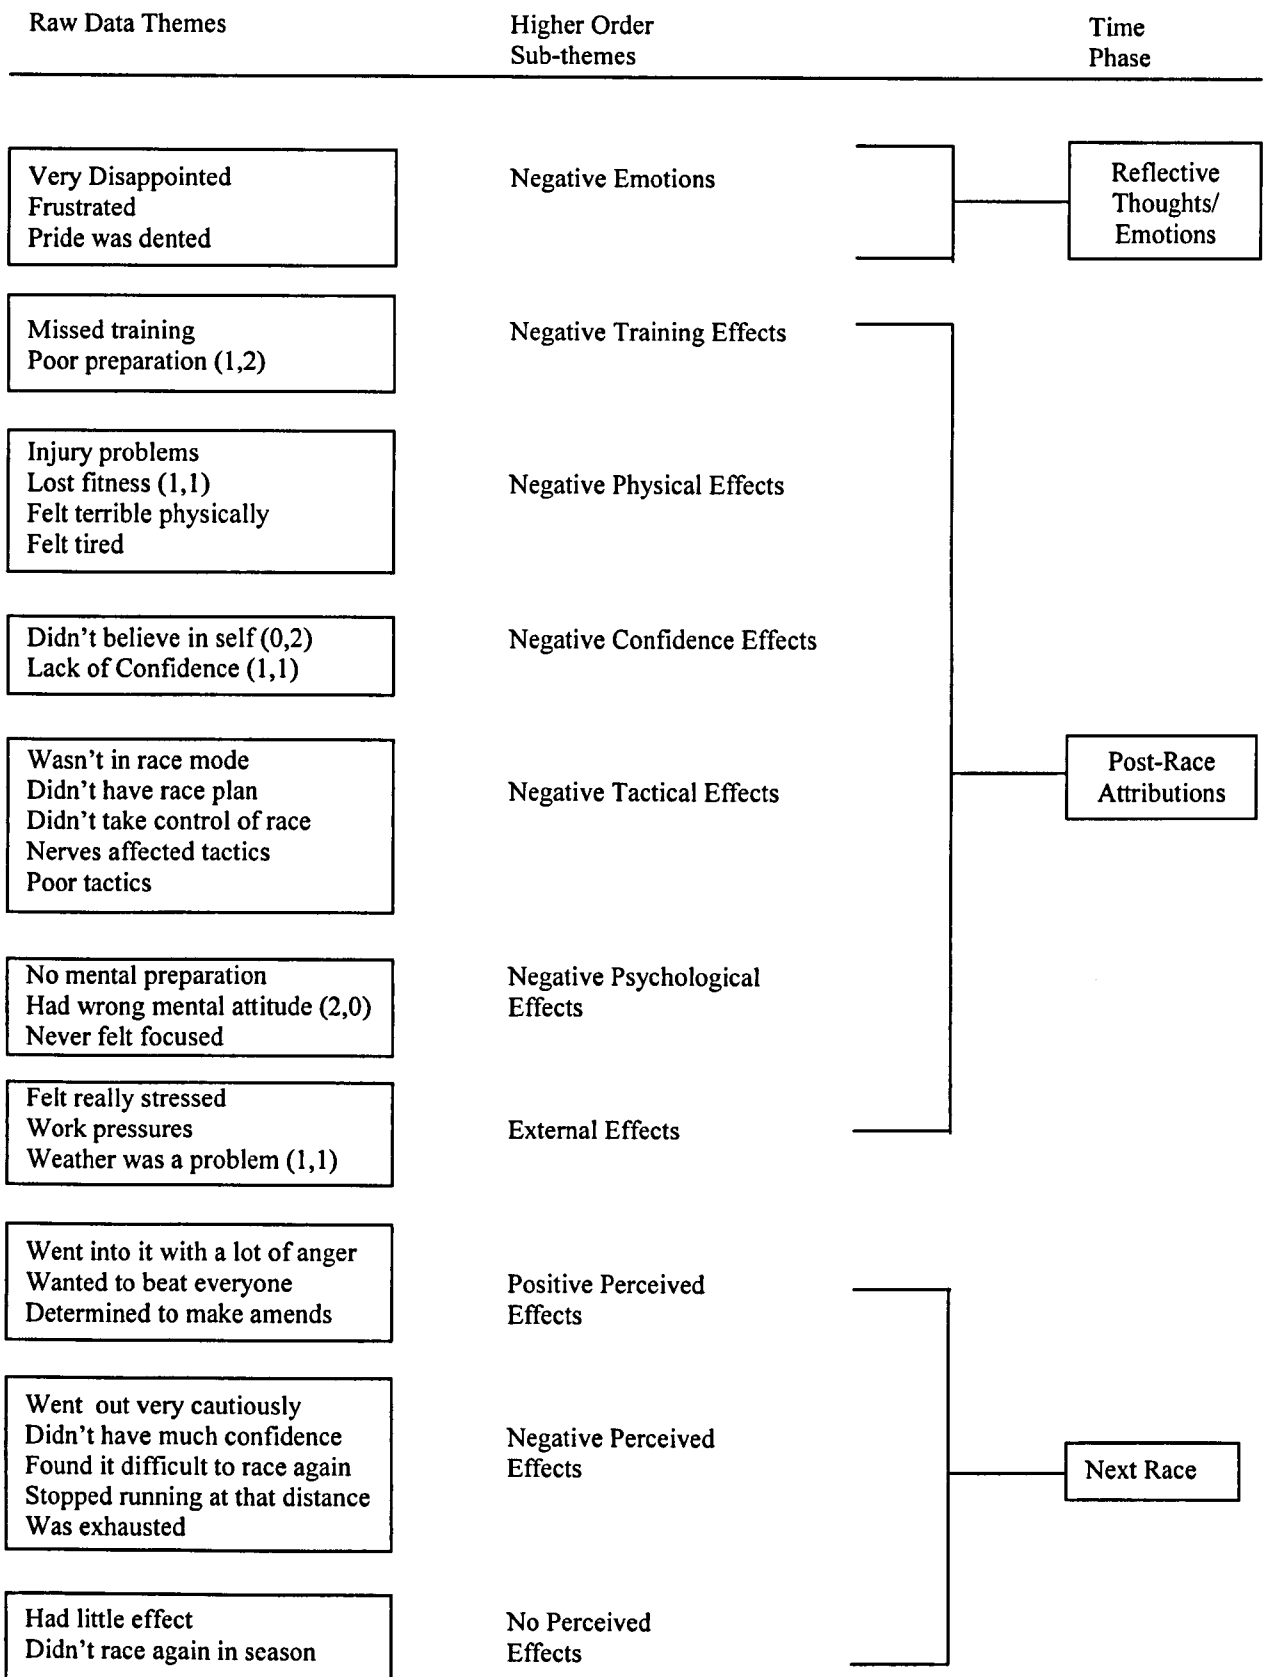 Raw Data Themes
Higher Order
Sub-themes
Time
Phase
Very Disappointed
Frustrated
Pride was dented
Negative Emotions
Reflective
Thoughts/
Emotions
Missed training
Poor preparation (1,2)
Negative Training Effects
Injury problems
Lost fitness (1,1)
Felt terrible physically
Felt tired
Negative Physical Effects
Didn't believe in self (0,2)
Lack of Confidence (1,1)
Negative Confidence Effects
Wasn't in race mode
Didn't have race plan
Didn't take control of race
Nerves affected tactics
Poor tactics
Negative Tactical Effects
Post-Race
Attributions
No mental preparation
Had wrong mental attitude (2,0)
Never felt focused
Negative Psychological
Effects
Felt really stressed
Work pressures
Weather was a problem (1,1)
External Effects
Went into it with a lot of anger
Wanted to beat everyone
Determined to make amends
Positive Perceived
Effects
Went out very cautiously
Didn't have much confidence
Found it difficult to race again
Stopped running at that distance
Was exhausted
Negative Perceived
Effects
Next Race
Had little effect
Didn't race again in season
No Perceived
Effects